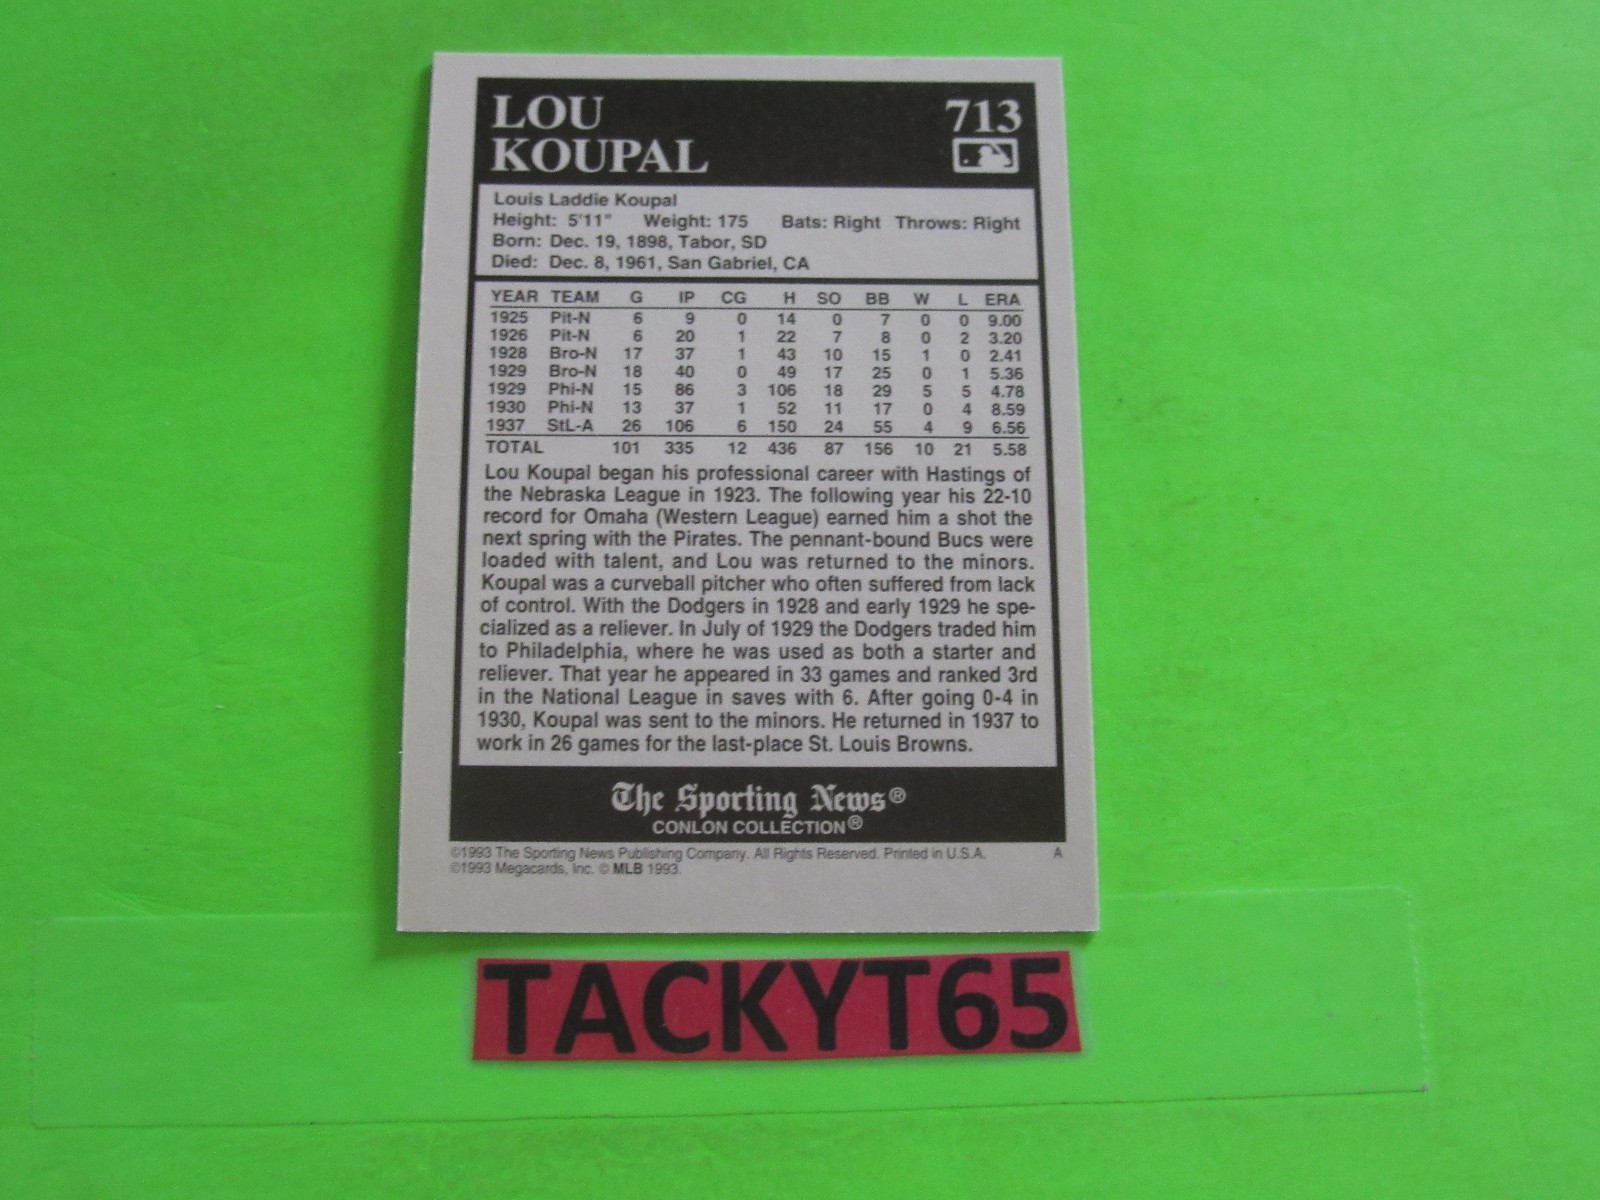 LOU
KOUPAL
713
Louis Laddie Koupal
Height: 5'11" Weight: 175 Bats: Right Throws: Right
Born: Dec. 19, 1898, Tabor, SD
Died: Dec. 8, 1961, San Gabriel, CA
YEAR TEAM G IP CG H SO BB W L ERA
1925 Pit-N 6 9 0 14 0 7 0 0 9.00
1926 Pit-N 6 20 1 22 7 8 0 2 3.20
1928 Bro-N 17 37 1 43 10 15 1 0 2.41
1929 Bro-N 18 40 0 49 17 25 0 1 5.36
1929 Phi-N 15 86 3 106 18 29 5 5 4.78
1930 Phi-N 13 37 1 52 11 17 0 4 8.59
1937 StL-A 26 106 6 150 24 55 4 9 6.56
TOTAL 101 335 12 436 87 156 10 21 5.58
Lou Koupal began his professional career with Hastings of
the Nebraska League in 1923. The following year his 22-10
record for Omaha (Western League) earned him a shot the
next spring with the Pirates. The pennant-bound Bucs were
loaded with talent, and Lou was returned to the minors.
Koupal was a curveball pitcher who often suffered from lack
of control. With the Dodgers in 1928 and early 1929 he spe-
cialized as a reliever. In July of 1929 the Dodgers traded him
to Philadelphia, where he was used as both a starter and
reliever. That year he appeared in 33 games and ranked 3rd
in the National League in saves with 6. After going 0-4 in
1930, Koupal was sent to the minors. He returned in 1937 to
work in 26 games for the last-place St. Louis Browns.
The Sporting News®
CONLON COLLECTION®
©1993 The Sporting News Publishing Company. All Rights Reserved. Printed in U.S.A. A
©1993 Megacards, Inc. © MLB 1993.
TACKYT65